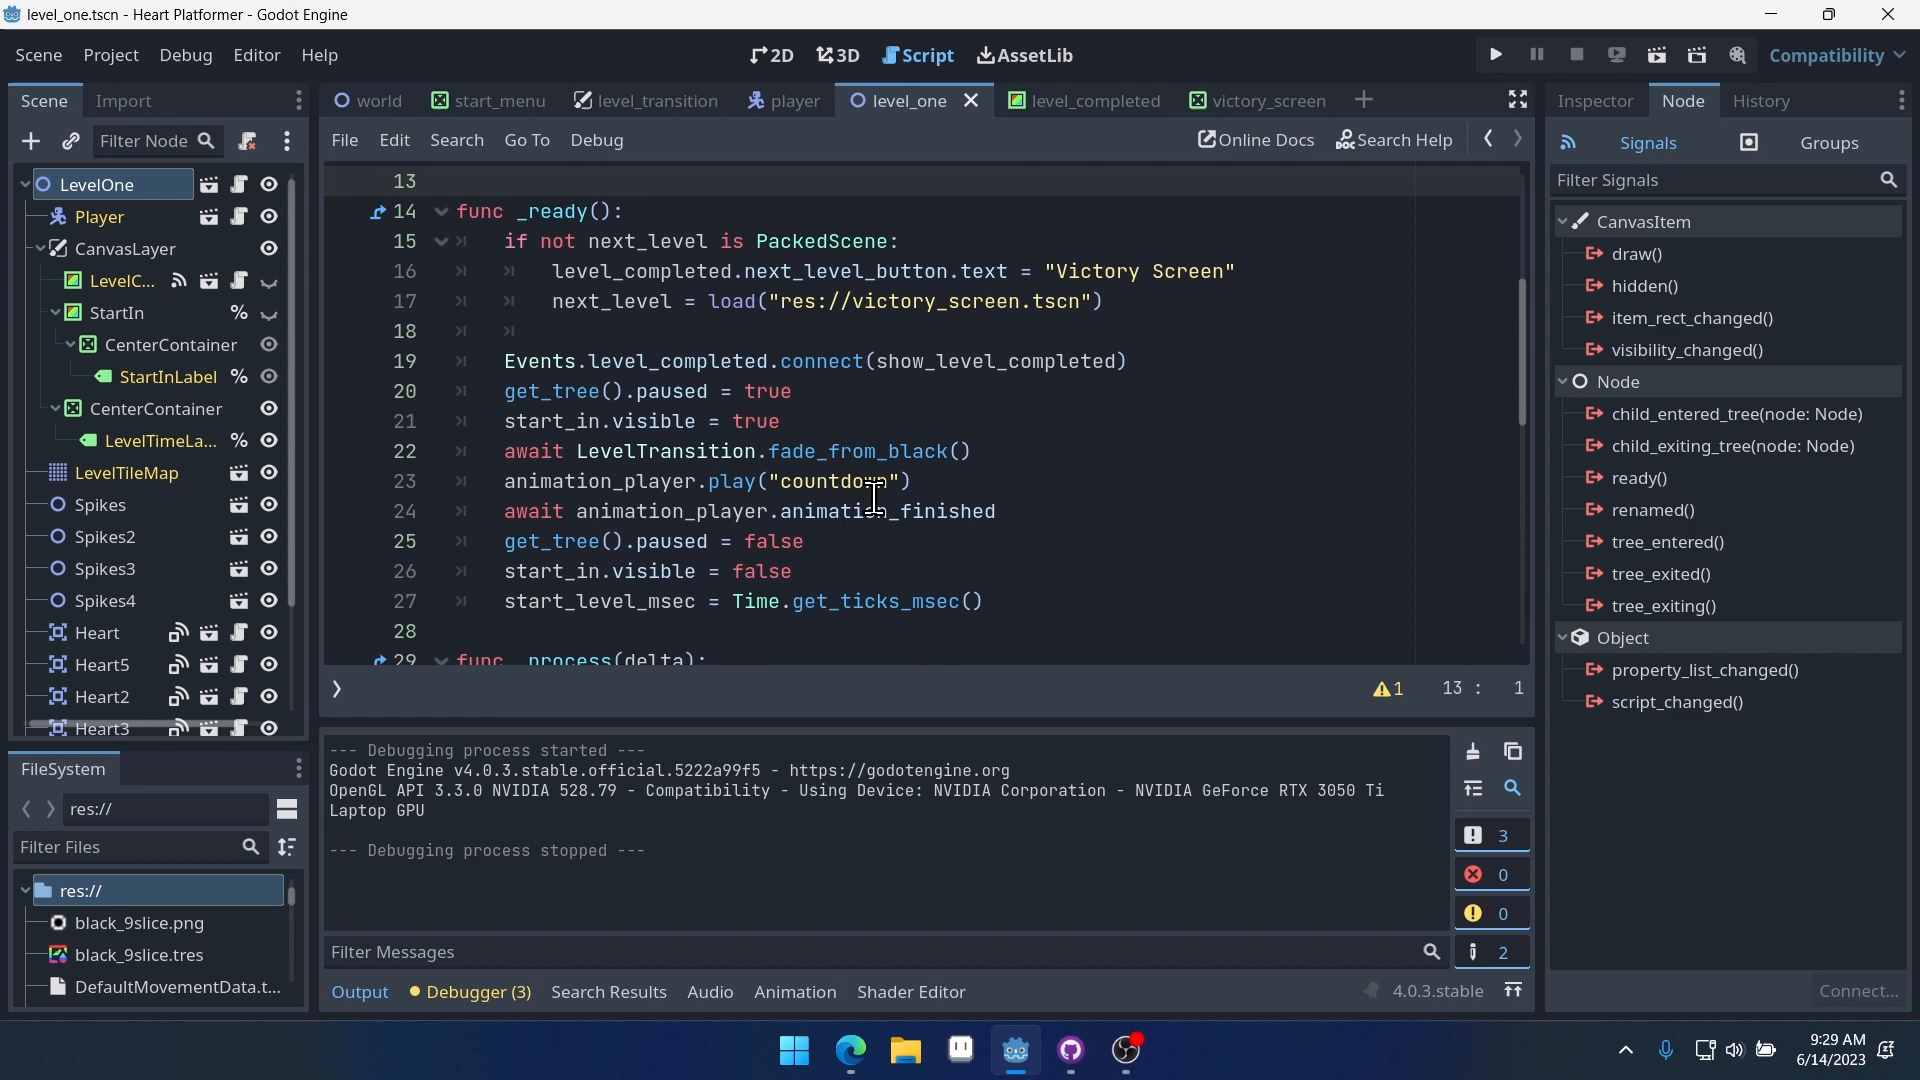 level_one.tscn - Heart Platformer - Godot Engine
Scene Project Debug Editor Help
2D 3D Script AssetLib
Compatibility
Scene Import
world start_menu level_transition player level_one level_completed victory_screen
Inspector Node History
Filter Node
File Edit Search Go To Debug
Online Docs Search Help
Signals Groups
Filter Signals
LevelOne
Player
CanvasLayer
LevelC...
StartIn %
CenterContainer
StartInLabel %
CenterContainer
LevelTimeLa... %
LevelTileMap
Spikes
Spikes2
Spikes3
Spikes4
Heart
Heart5
Heart2
Heart3
13
14 func _ready():
15 if not next_level is PackedScene:
16 level_completed.next_level_button.text = "Victory Screen"
17 next_level = load("res://victory_screen.tscn")
18
19 Events.level_completed.connect(show_level_completed)
20 get_tree().paused = true
21 start_in.visible = true
22 await LevelTransition.fade_from_black()
23 animation_player.play("countdown")
24 await animation_player.animation_finished
25 get_tree().paused = false
26 start_in.visible = false
27 start_level_msec = Time.get_ticks_msec()
28
29 func _process(delta):
1 13 : 1
CanvasItem
draw()
hidden()
item_rect_changed()
visibility_changed()
Node
child_entered_tree(node: Node)
child_exiting_tree(node: Node)
ready()
renamed()
tree_entered()
tree_exited()
tree_exiting()
Object
property_list_changed()
script_changed()
Connect...
FileSystem
res://
Filter Files
res://
black_9slice.png
black_9slice.tres
DefaultMovementData.t...
--- Debugging process started ---
Godot Engine v4.0.3.stable.official.5222a99f5 - https://godotengine.org
OpenGL API 3.3.0 NVIDIA 528.79 - Compatibility - Using Device: NVIDIA Corporation - NVIDIA GeForce RTX 3050 Ti
Laptop GPU
--- Debugging process stopped ---
3
0
0
2
Filter Messages
Output Debugger (3) Search Results Audio Animation Shader Editor
4.0.3.stable
9:29 AM
6/14/2023